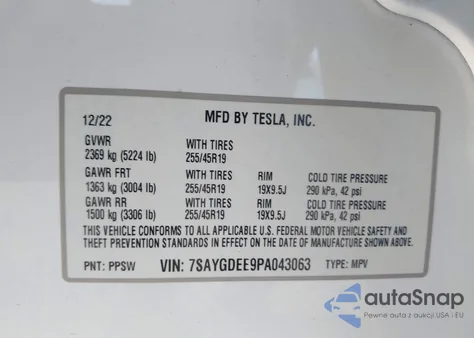 12/22 MFD BY TESLA, INC.
GVWR WITH TIRES
2369 kg (5224 lb) 255/45R19
GAWR FRT WITH TIRES RIM COLD TIRE PRESSURE
1363 kg (3004 lb) 255/45R19 19X9.5J 290 kPa, 42 psi
GAWR RR WITH TIRES RIM COLD TIRE PRESSURE
1500 kg (3306 lb) 255/45R19 19X9.5J 290 kPa, 42 psi
THIS VEHICLE CONFORMS TO ALL APPLICABLE U.S. FEDERAL MOTOR VEHICLE SAFETY AND
THEFT PREVENTION STANDARDS IN EFFECT ON THE DATE OF MANUFACTURE SHOWN ABOVE.
PNT: PPSW VIN: 7SAYGDEE9PA043063 TYPE: MPV
autoSnap
Pewne auta z aukcji USA i EU